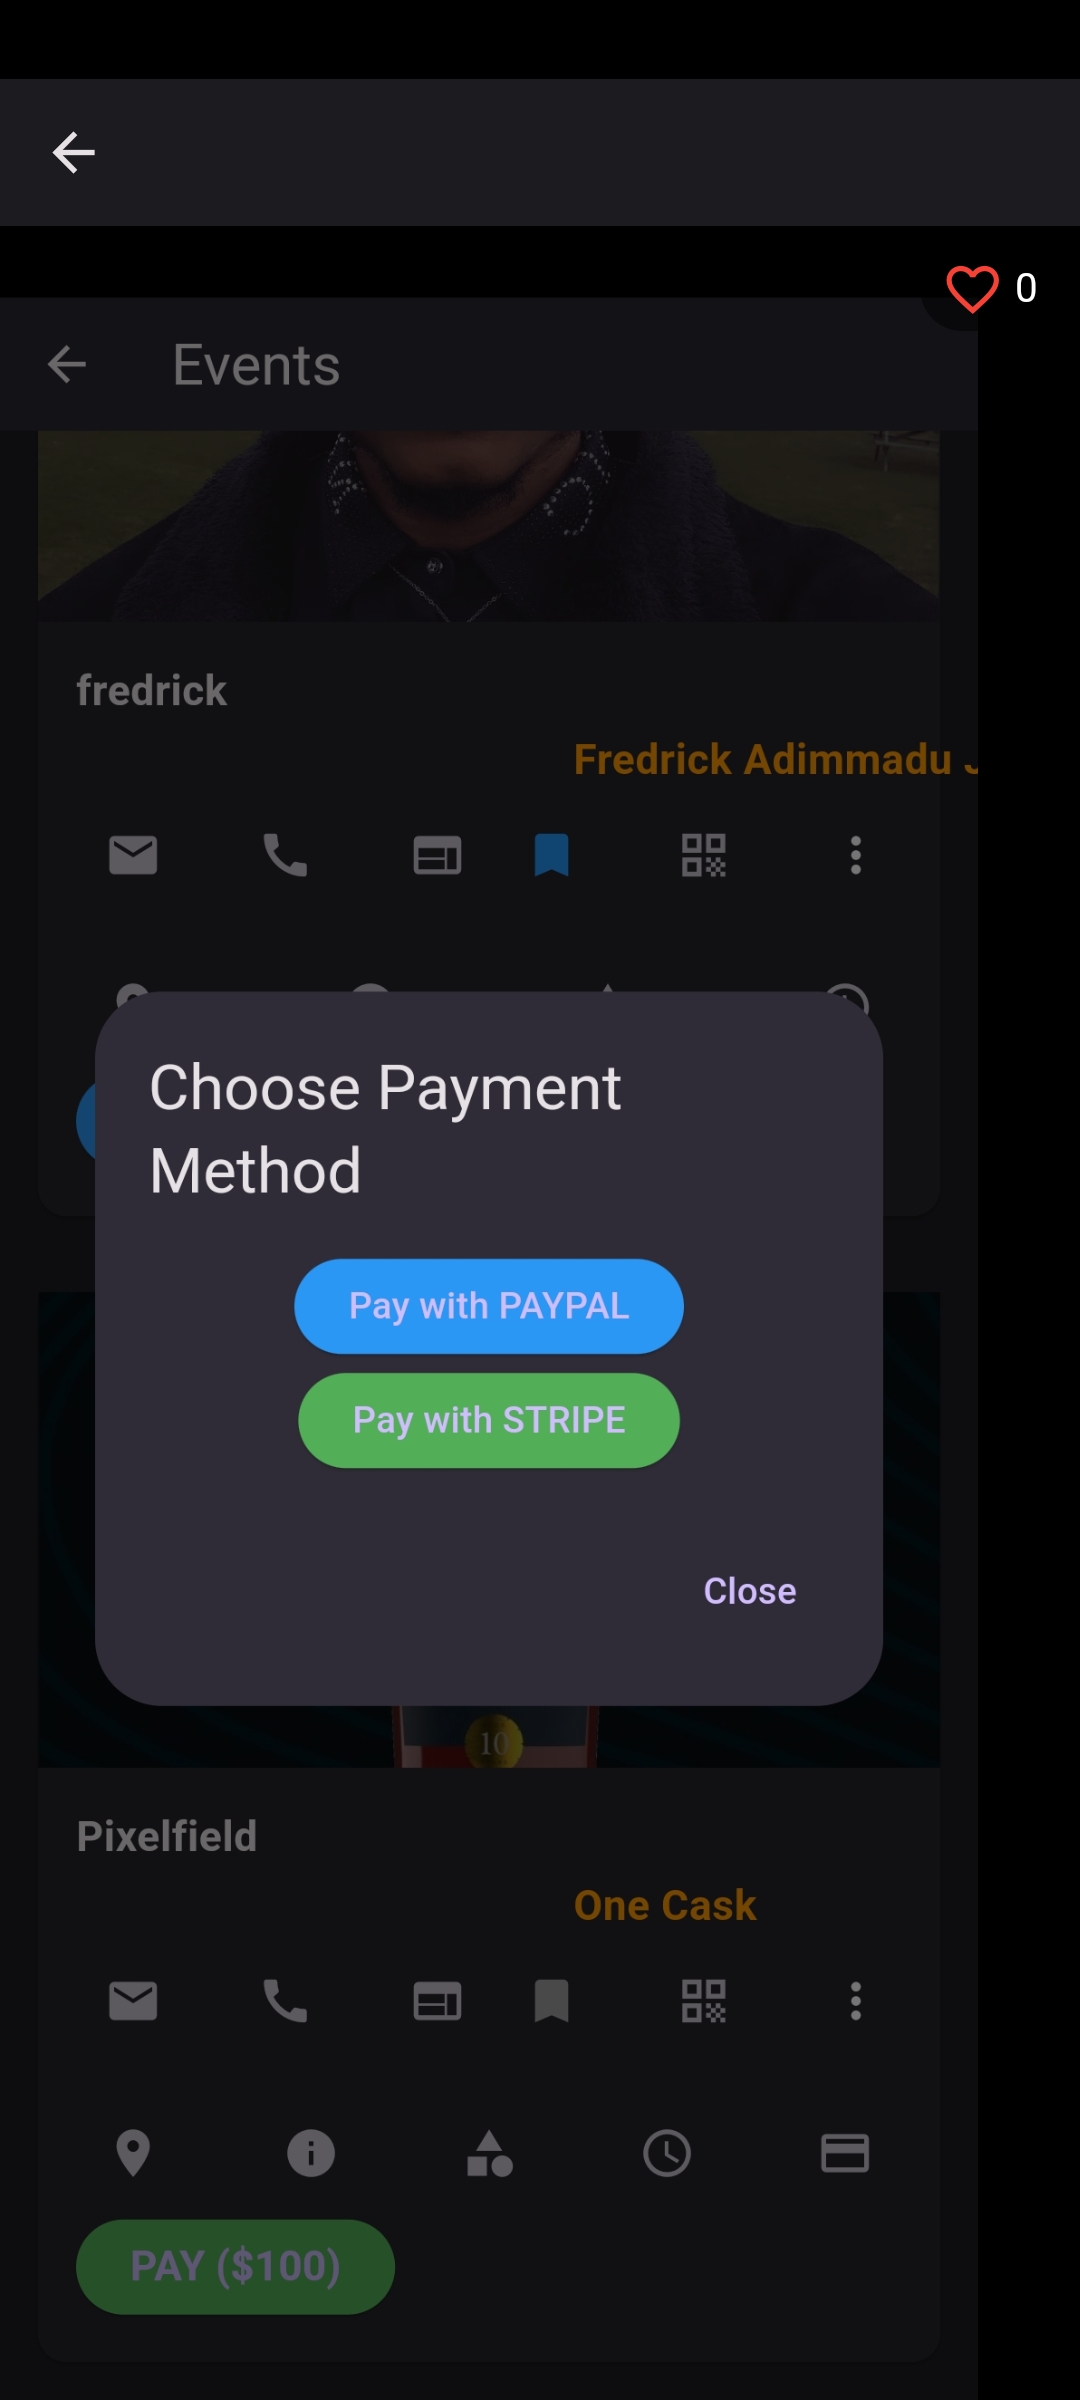 0
Events
fredrick
Fredrick Adimmadu J
Choose Payment
Method
Pay with PAYPAL
Pay with STRIPE
Close
10
Pixelfield
One Cask
PAY ($100)